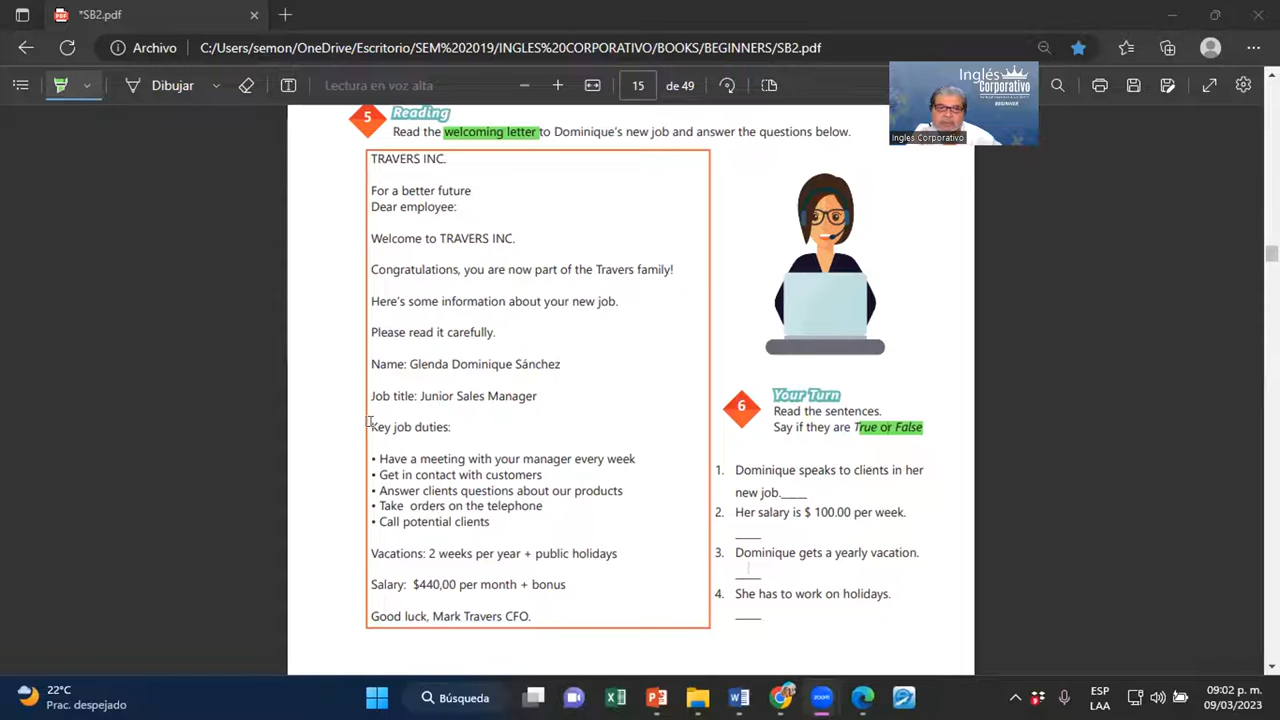 *SB2.pdf
Archivo
C:/Users/semon/OneDrive/Escritorio/SEM%202019/INGLES%20CORPORATIVO/BOOKS/BEGINNERS/SB2.pdf
Dibujar
Lectura en voz alta
15
de 49
Inglés
Corporativo
BEGINNER
Ingles Corporativo
5
Reading
Read the welcoming letter to Dominique's new job and answer the questions below.
TRAVERS INC.
For a better future
Dear employee:
Welcome to TRAVERS INC.
Congratulations, you are now part of the Travers family!
Here's some information about your new job.
Please read it carefully.
Name: Glenda Dominique Sánchez
Job title: Junior Sales Manager
Key job duties:
• Have a meeting with your manager every week
• Get in contact with customers
• Answer clients questions about our products
• Take orders on the telephone
• Call potential clients
Vacations: 2 weeks per year + public holidays
Salary: $440,00 per month + bonus
Good luck, Mark Travers CFO.
6
Your Turn
Read the sentences.
Say if they are True or False
1. Dominique speaks to clients in her
new job.____
2. Her salary is $ 100.00 per week.
____
3. Dominique gets a yearly vacation.
____
4. She has to work on holidays.
____
22°C
Prac. despejado
Búsqueda
zoom
ESP
LAA
09:02 p. m.
09/03/2023